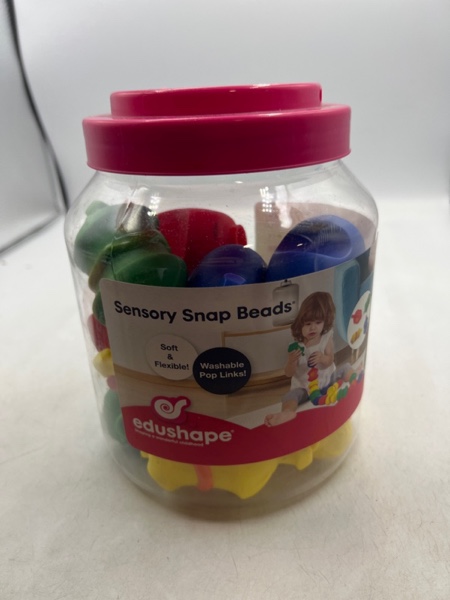 Sensory Snap Beads
Soft
&
Flexible!
Washable
Pop Links!
edushape®